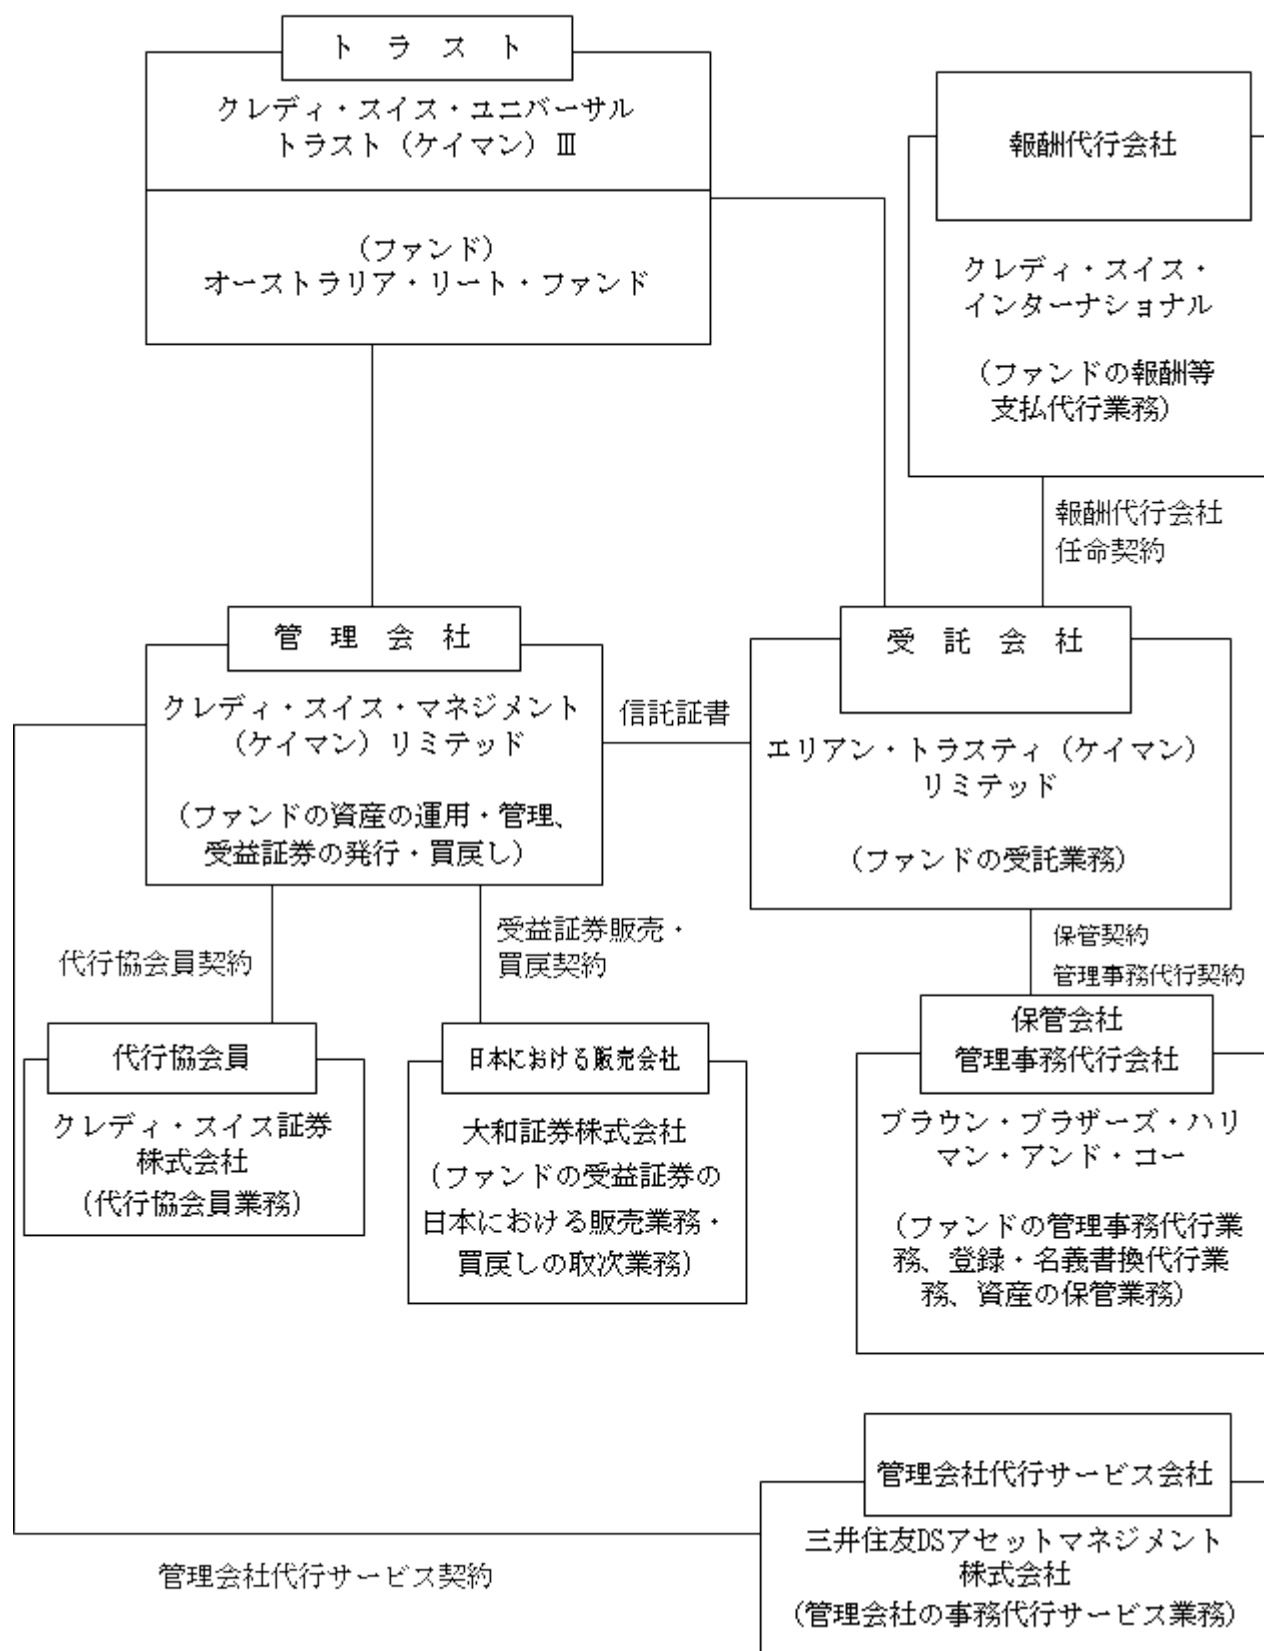 トラスト
クレディ・スイス・ユニバーサル
トラスト（ケイマン）Ⅲ
（ファンド）
オーストラリア・リート・ファンド
報酬代行会社
クレディ・スイス・
インターナショナル
（ファンドの報酬等
支払代行業務）
報酬代行会社
任命契約
管理会社
クレディ・スイス・マネジメント
（ケイマン）リミテッド
（ファンドの資産の運用・管理、
受益証券の発行・買戻し）
信託証書
受託会社
エリアン・トラスティ（ケイマン）
リミテッド
（ファンドの受託業務）
代行協会員契約
受益証券販売・
買戻契約
保管契約
管理事務代行契約
代行協会員
クレディ・スイス証券
株式会社
（代行協会員業務）
日本における販売会社
大和証券株式会社
（ファンドの受益証券の
日本における販売業務・
買戻しの取次業務）
保管会社
管理事務代行会社
ブラウン・ブラザーズ・ハリ
マン・アンド・コー
（ファンドの管理事務代行業
務、登録・名義書換代行業
務、資産の保管業務）
管理会社代行サービス会社
三井住友DSアセットマネジメント
株式会社
（管理会社の事務代行サービス業務）
管理会社代行サービス契約